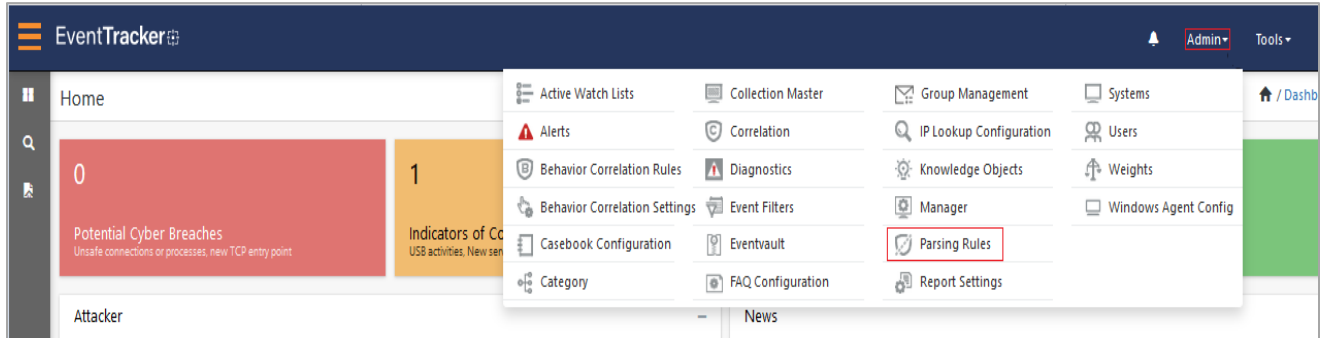 EventTracker
Admin
Tools
Home
/ Dashb
Active Watch Lists
Collection Master
Group Management
Systems
Alerts
Correlation
IP Lookup Configuration
Users
Behavior Correlation Rules
Diagnostics
Knowledge Objects
Weights
Behavior Correlation Settings
Event Filters
Manager
Windows Agent Config
Casebook Configuration
Eventvault
Parsing Rules
Category
FAQ Configuration
Report Settings
0
Potential Cyber Breaches
Unsafe connections or processes, new TCP entry point
1
Indicators of Co
USB activities, New sen
Attacker
News